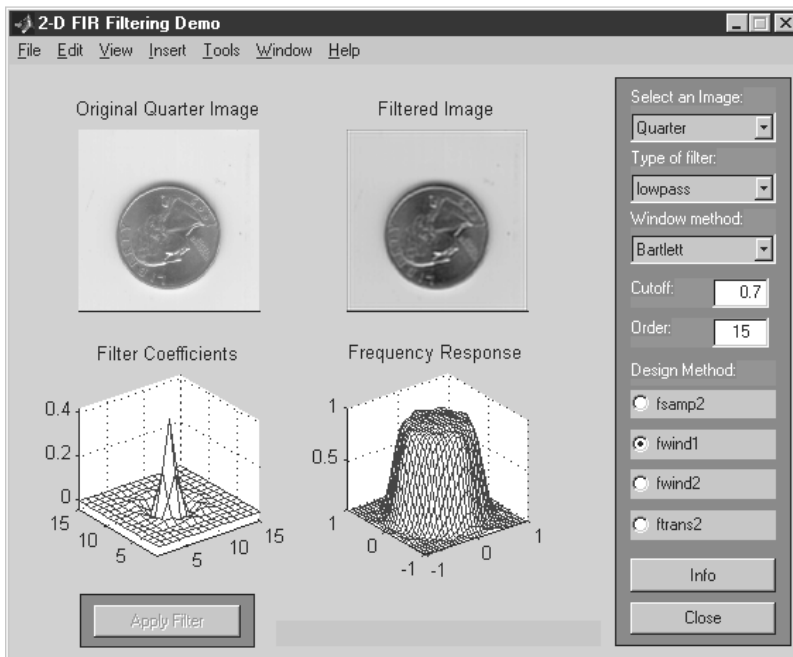 2-D FIR Filtering Demo
File Edit View Insert Tools Window Help
Original Quarter Image
Filtered Image
Filter Coefficients
0.4
0.2
0
15
10
5
5
10
15
Frequency Response
1
0.5
1
0
-1
-1
0
1
Apply Filter
Select an Image:
Quarter
Type of filter:
lowpass
Window method:
Bartlett
Cutoff: 0.7
Order: 15
Design Method:
fsamp2
fwind1
fwind2
ftrans2
Info
Close